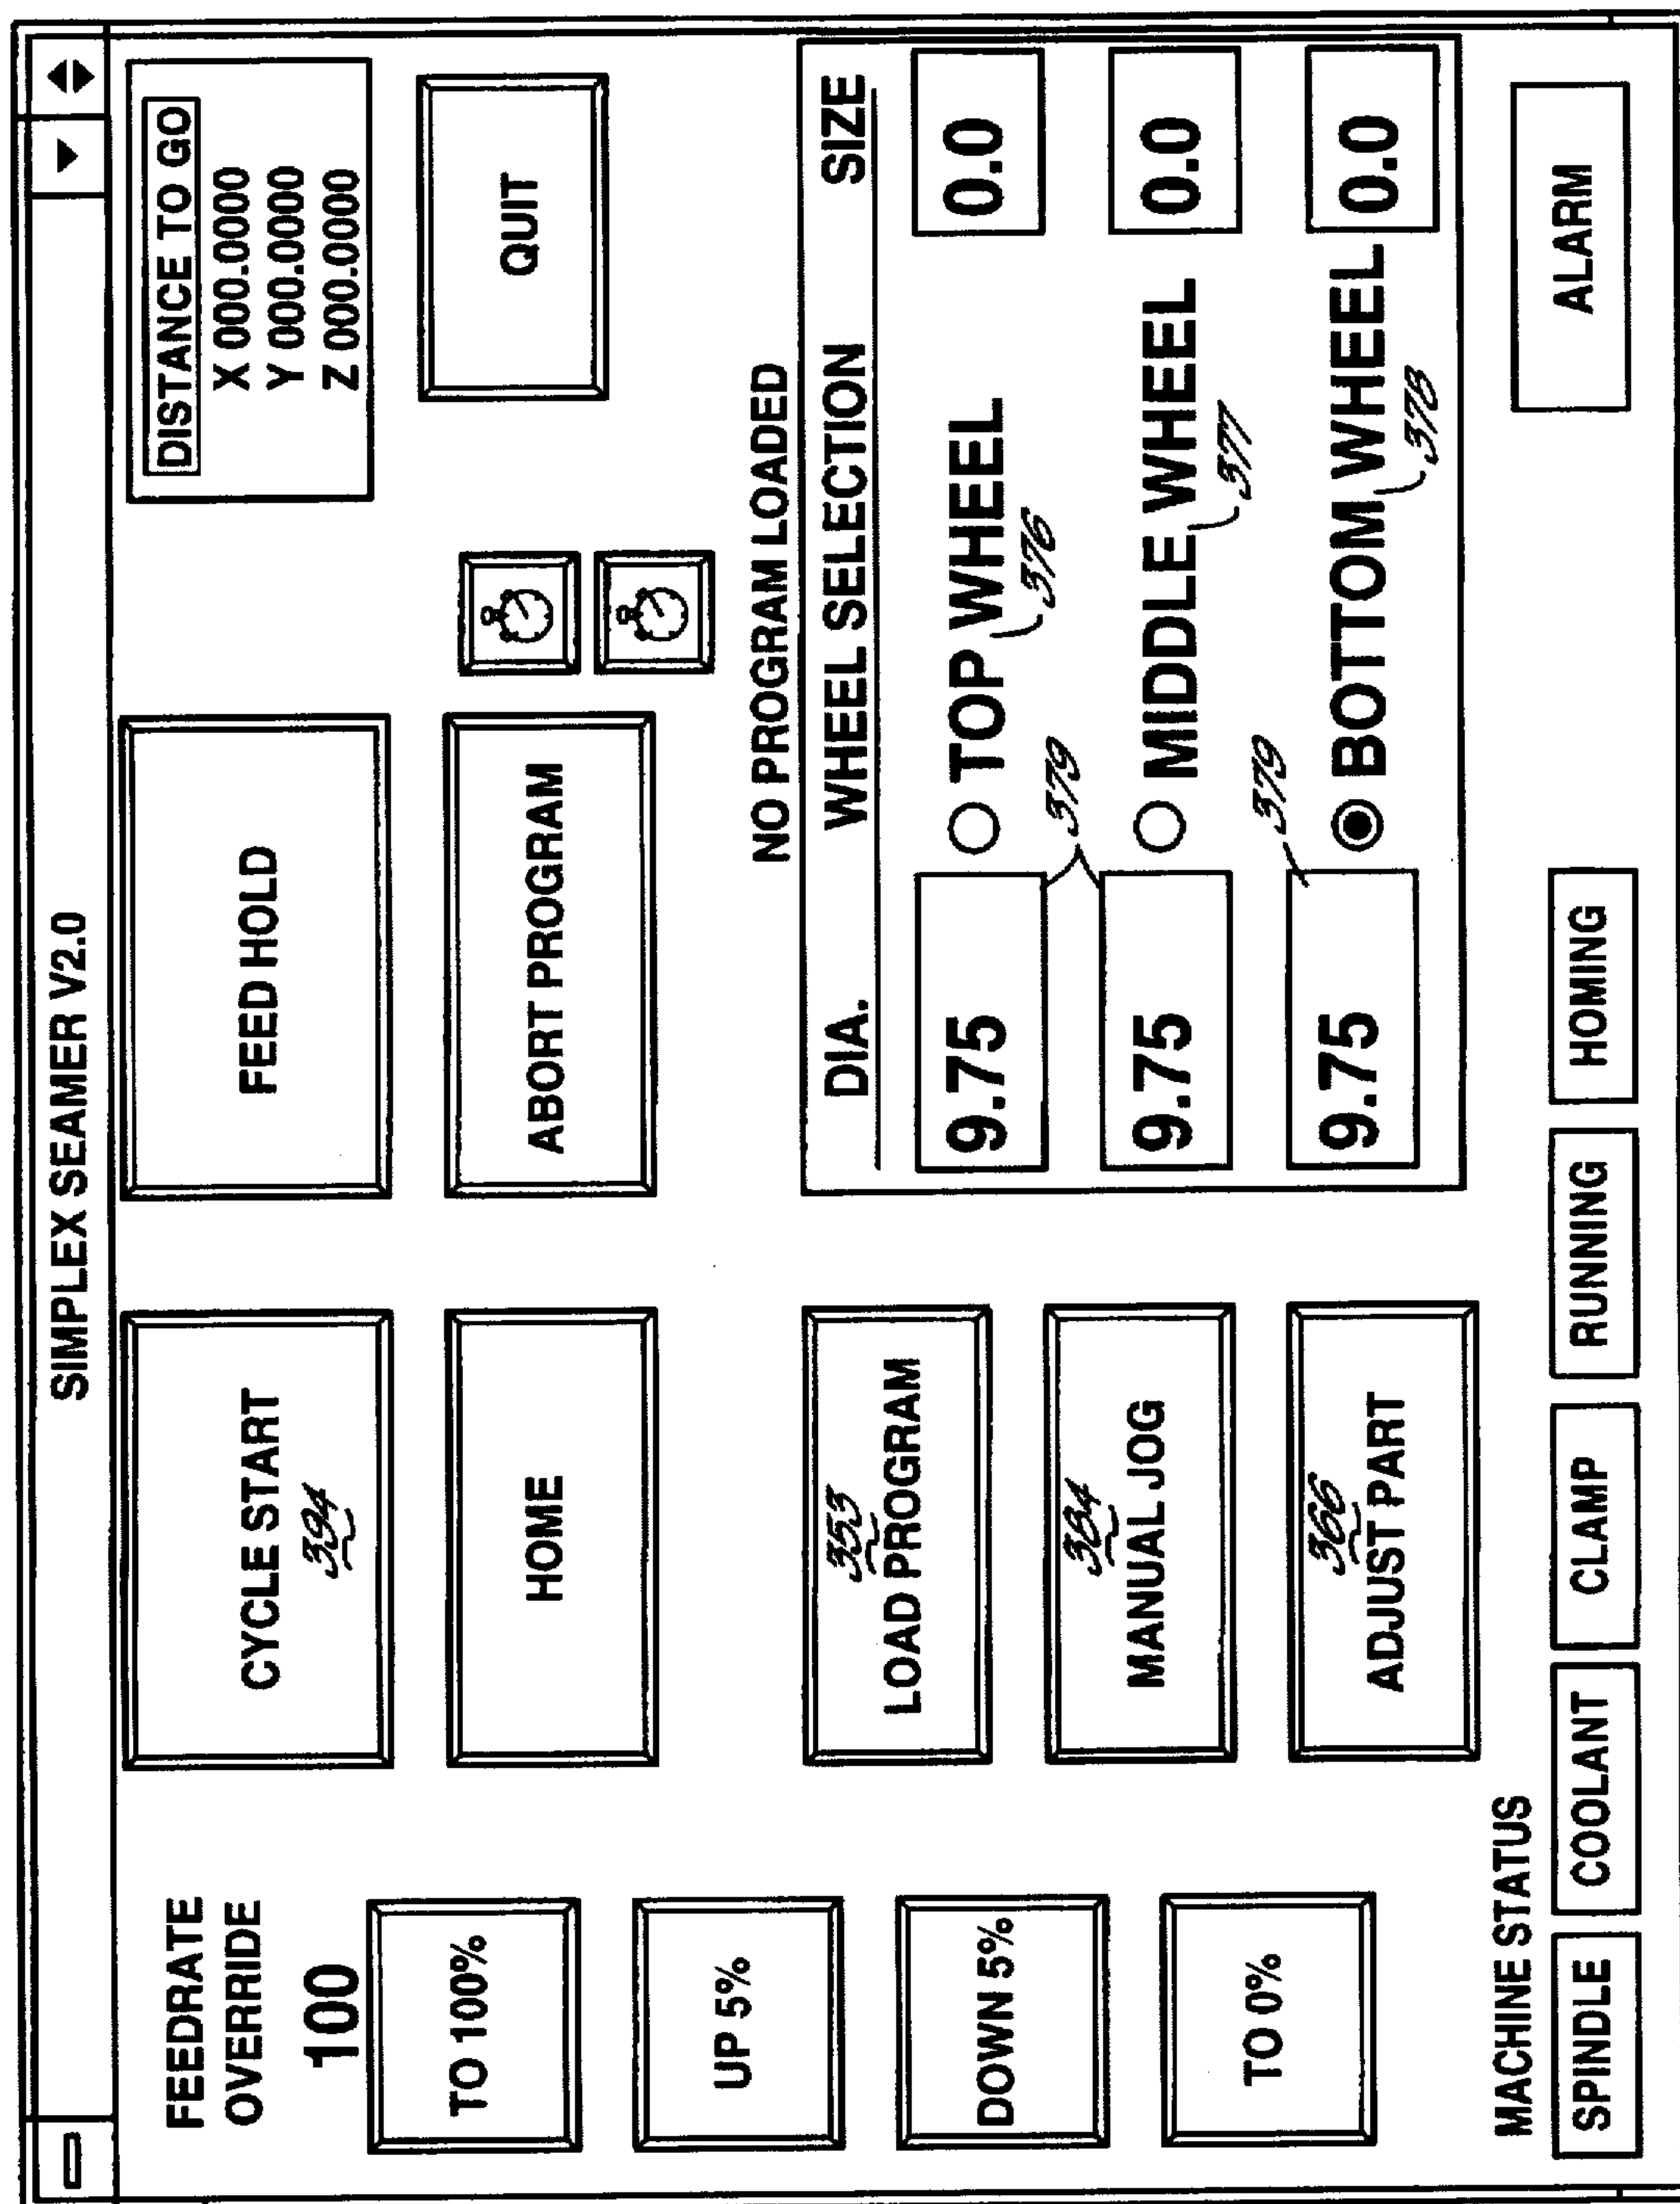 SIMPLEX SEAMER V2.0
FEEDRATE
OVERRIDE
100
TO 100%
UP 5%
DOWN 5%
TO 0%
CYCLE START
394
HOME
353
LOAD PROGRAM
384
MANUAL JOG
366
ADJUST PART
FEED HOLD
ABORT PROGRAM
DISTANCE TO GO
X 000.0000
Y 000.0000
Z 000.0000
QUIT
NO PROGRAM LOADED
DIA. WHEEL SELECTION SIZE
9.75 TOP WHEEL 0.0
376
379
9.75 MIDDLE WHEEL 0.0
377
379
9.75 BOTTOM WHEEL 0.0
378
MACHINE STATUS
SPINDLE COOLANT CLAMP RUNNING HOMING ALARM